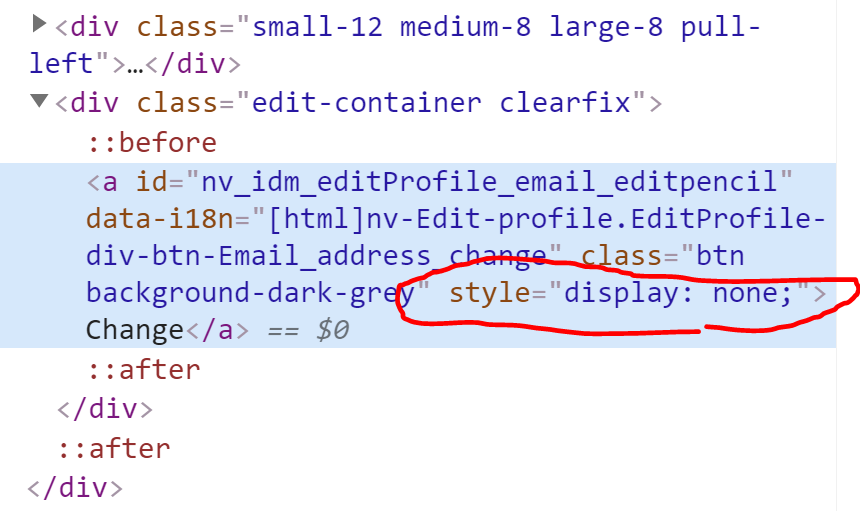 ▶<div class="small-12 medium-8 large-8 pull-
left">…</div>
▼<div class="edit-container clearfix">
::before
<a id="nv_idm_editProfile_email_editpencil"
data-i18n="[html]nv-Edit-profile.EditProfile-
div-btn-Email_address_change" class="btn
background-dark-grey" style="display: none;">
Change</a> == $0
::after
</div>
::after
</div>